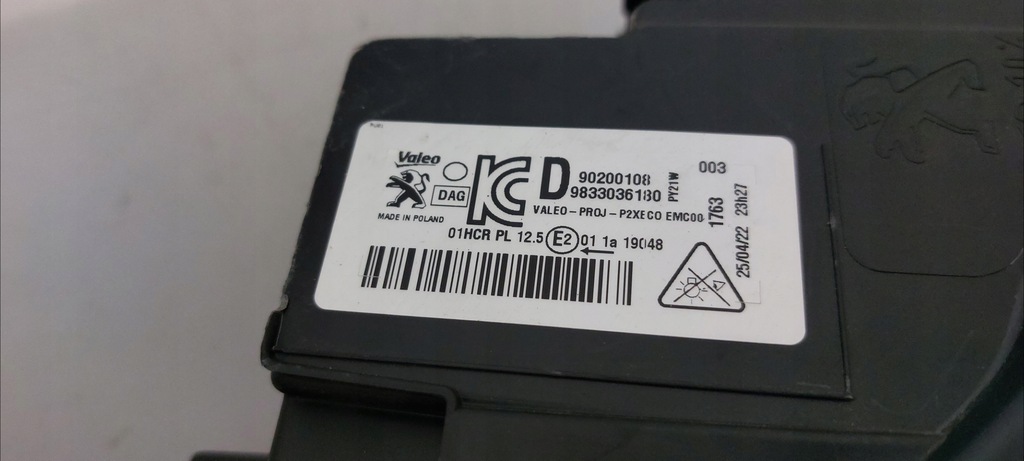 Valeo
DAG
MADE IN POLAND
KC
D
90200108
9833036180
PY21W
003
VALEO-PROJ-P2XECO EMC00
1763
25/04/22 23h27
01HCR PL 12.5 E2 01 1a 19048